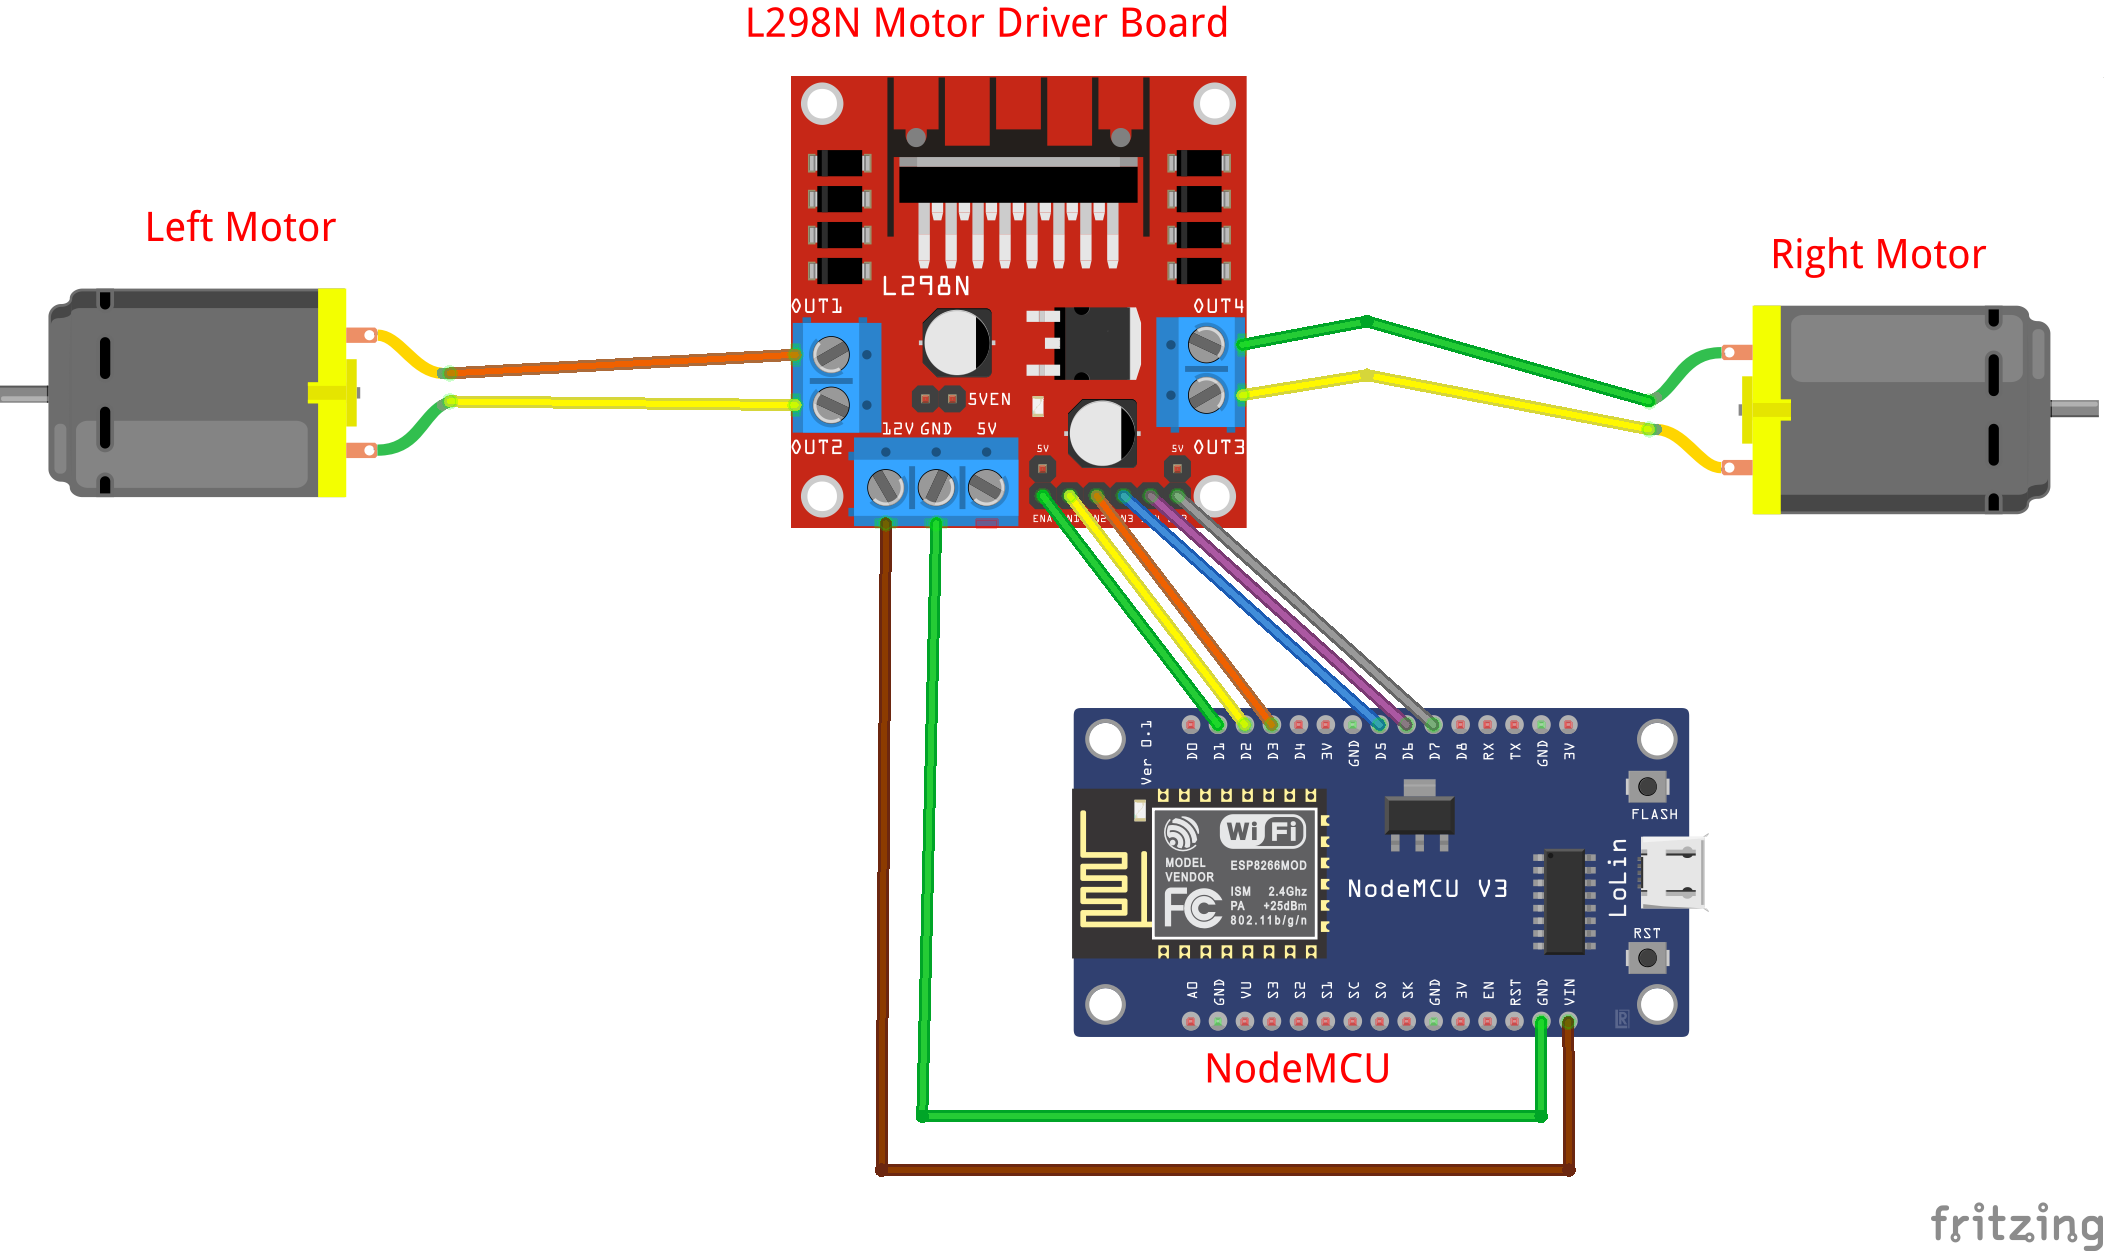 L298N Motor Driver Board
Left Motor
Right Motor
L298N
OUT1
OUT4
5VEN
12V GND 5V
OUT2
OUT3
5V
5V
ENA
Ver 0.1
D0 D1 D2 D3 D4 3V GND D5 D6 D7 D8 RX TX GND 3V
FLASH
WiFi
MODEL
VENDOR
ESP8266MOD
FC
ISM 2.4Ghz
PA +25dBm
802.11b/g/n
NodeMCU V3
LoLin
RST
A0 GND VU S3 S2 S1 SC S0 SK GND 3V EN RST GND VIN
R
NodeMCU
fritzing